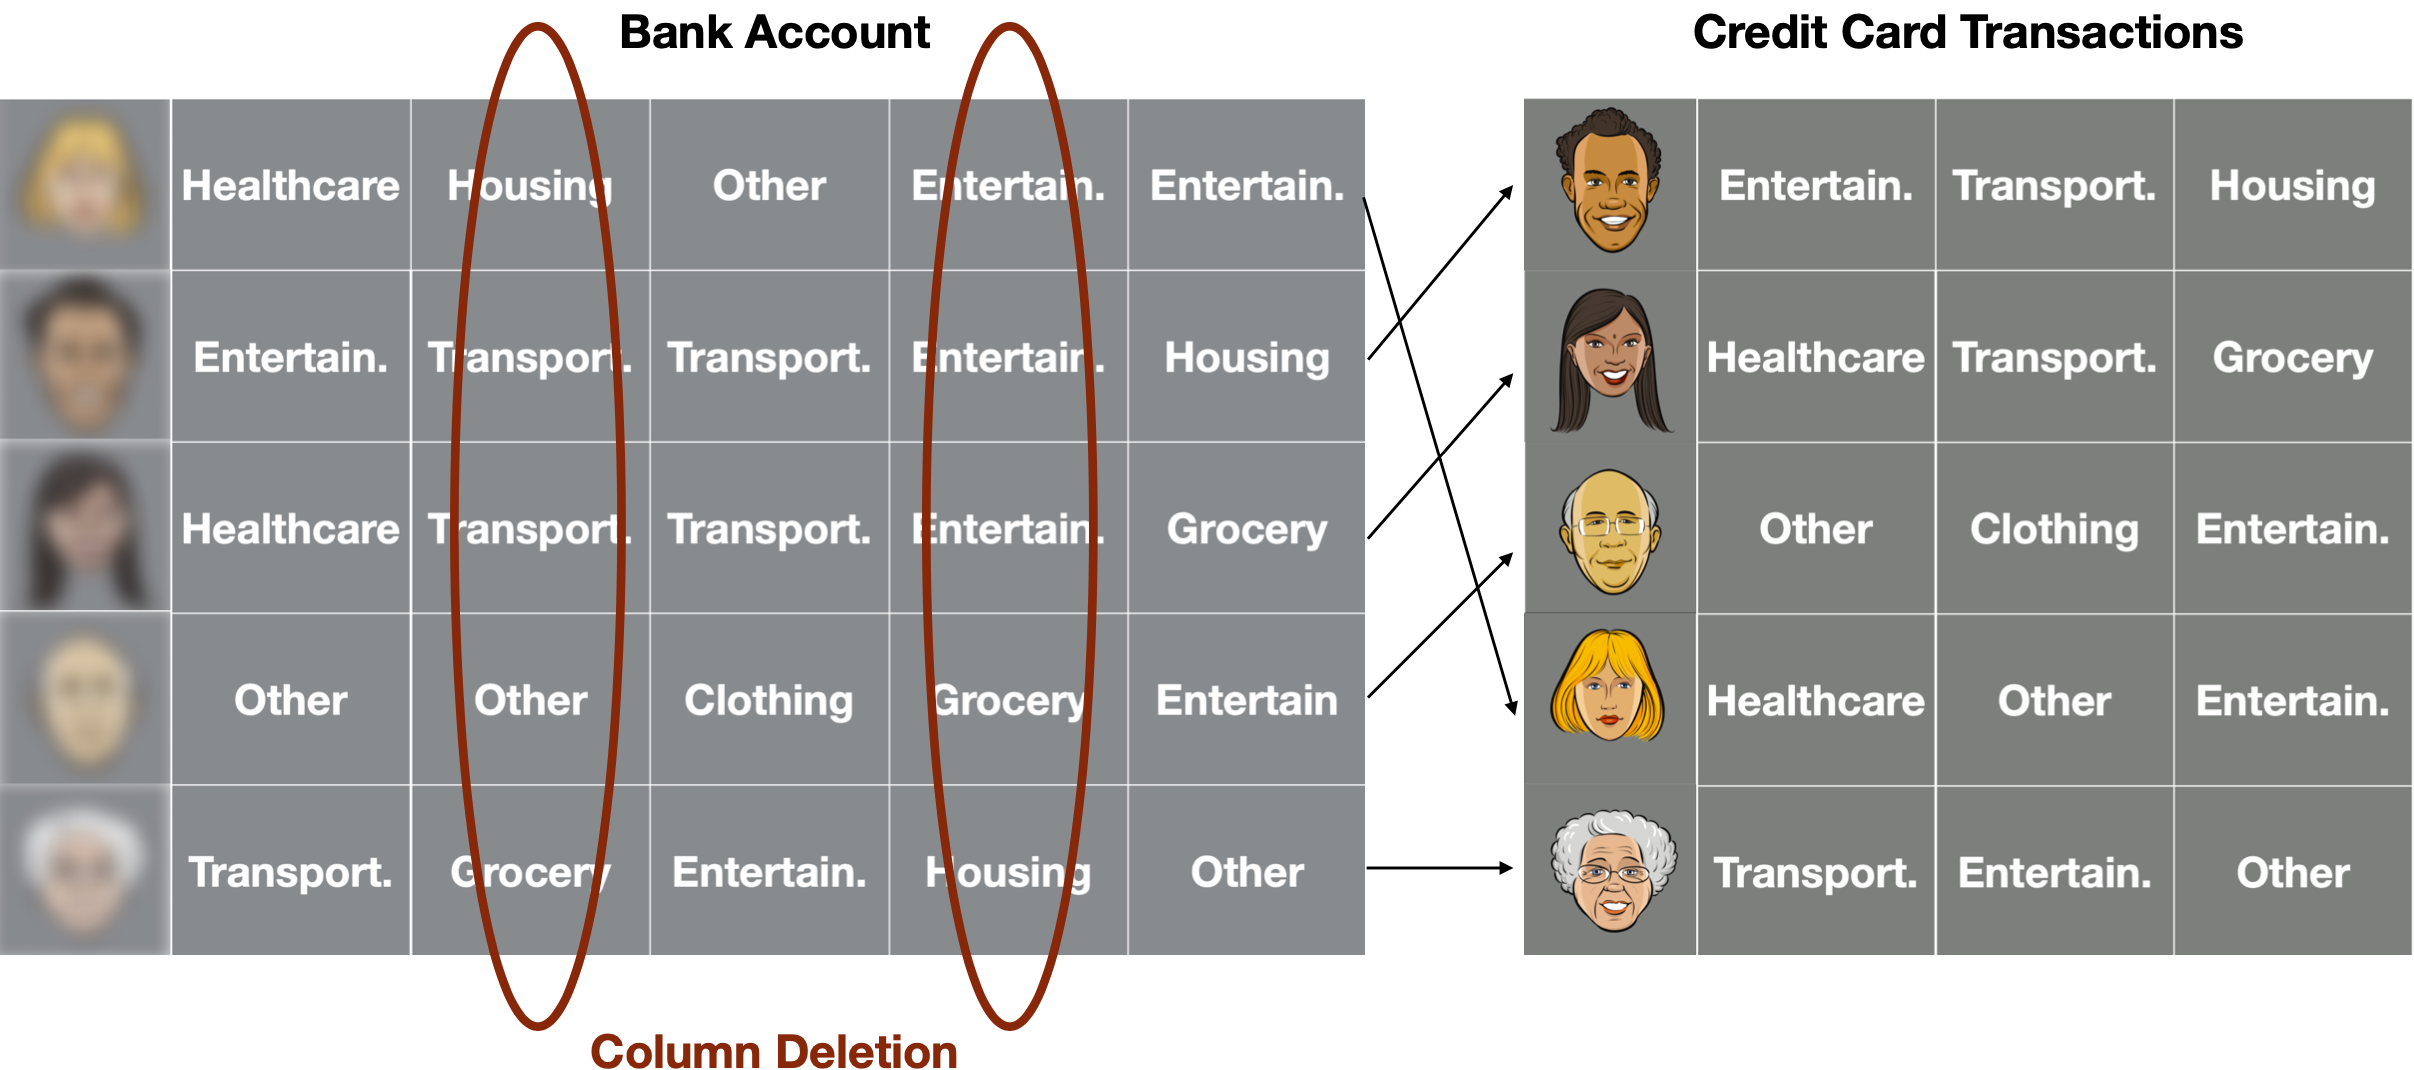 Bank Account Credit Card Transactions
Healthcare Housing Other Entertain. Entertain. Entertain. Transport. Housing
Entertain. Transport. Transport. Entertain. Housing Healthcare Transport. Grocery
Healthcare Transport. Transport. Entertain. Grocery Other Clothing Entertain.
Other Other Clothing Grocery Entertain Healthcare Other Entertain.
Transport. Grocery Entertain. Housing Other Transport. Entertain. Other
Column Deletion